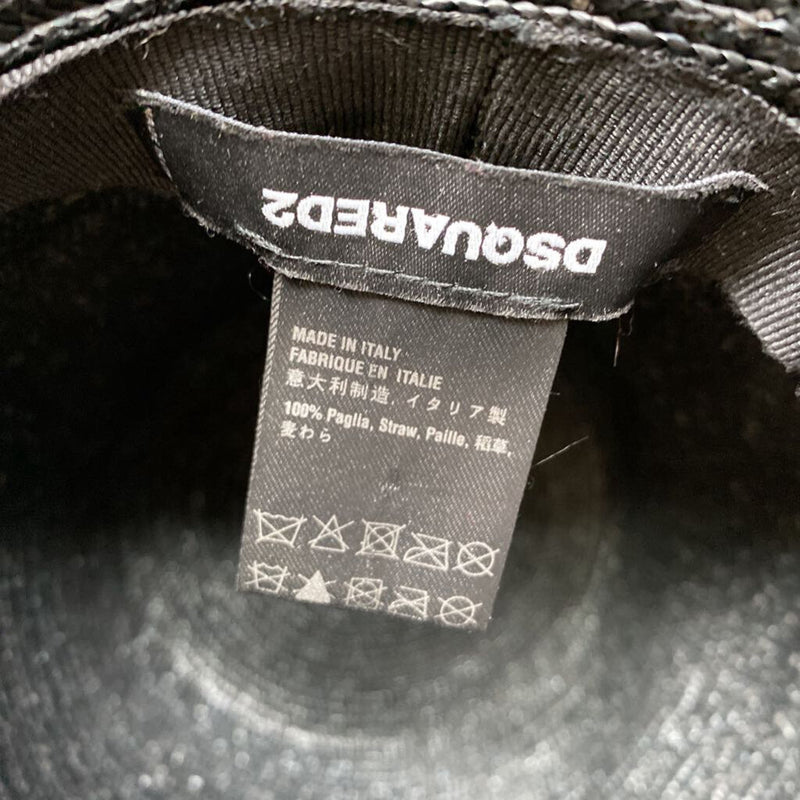 DSQUARED2
MADE IN ITALY
FABRIQUE EN ITALIE
意大利制造 イタリア製
100% Paglia, Straw, Paille, 稻草,
麦わら